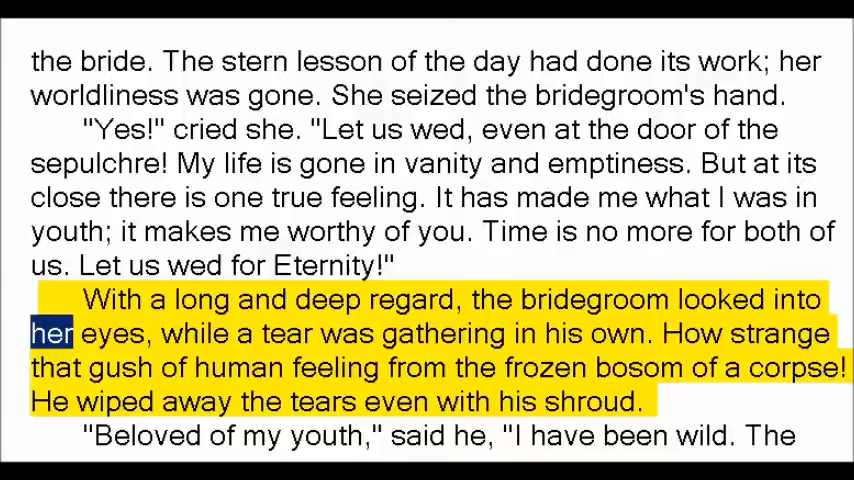 the bride. The stern lesson of the day had done its work; her
worldliness was gone. She seized the bridegroom's hand.
"Yes!" cried she. "Let us wed, even at the door of the
sepulchre! My life is gone in vanity and emptiness. But at its
close there is one true feeling. It has made me what I was in
youth; it makes me worthy of you. Time is no more for both of
us. Let us wed for Eternity!"
With a long and deep regard, the bridegroom looked into
her eyes, while a tear was gathering in his own. How strange
that gush of human feeling from the frozen bosom of a corpse!
He wiped away the tears even with his shroud.
"Beloved of my youth," said he, "I have been wild. The